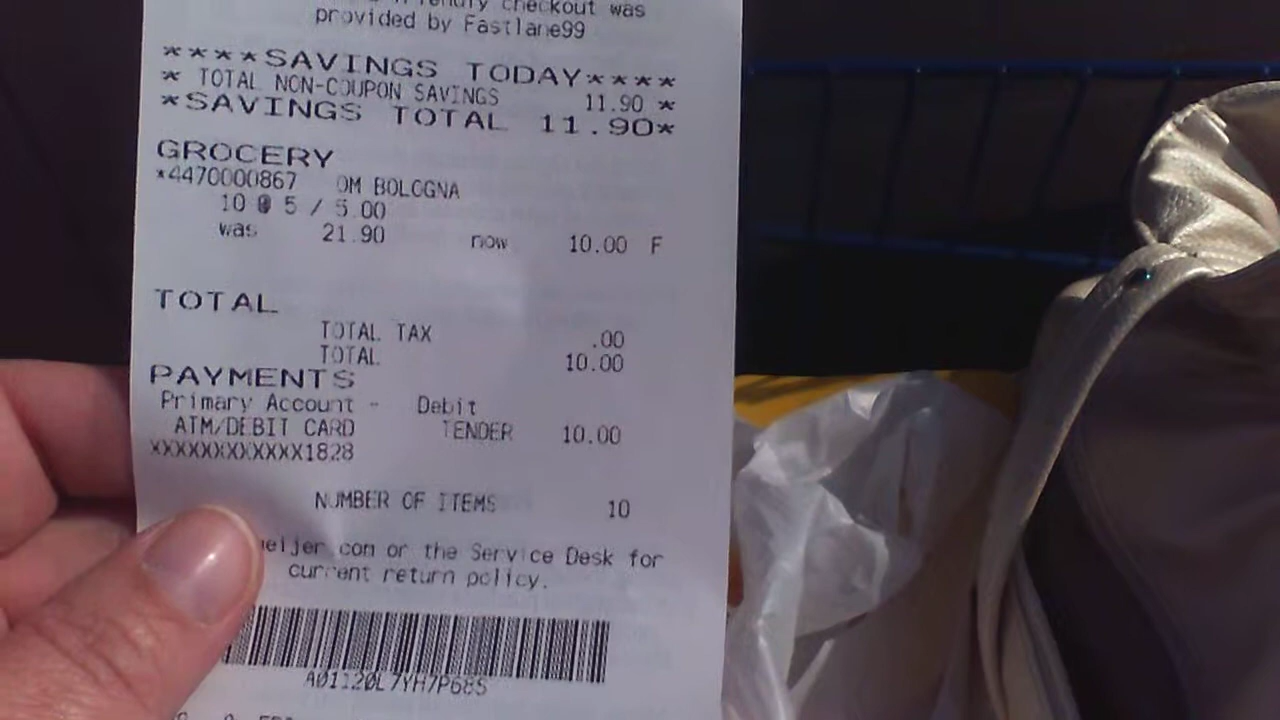 friendly checkout was
provided by Fastlane99
****SAVINGS TODAY****
* TOTAL NON-COUPON SAVINGS 11.90 *
*SAVINGS TOTAL 11.90*
GROCERY
*4470000867 OM BOLOGNA
10 @ 5 / 5.00
was 21.90 now 10.00 F
TOTAL
TOTAL TAX .00
TOTAL 10.00
PAYMENTS
Primary Account - Debit
ATM/DEBIT CARD TENDER 10.00
XXXXXXXXXXXX1828
NUMBER OF ITEMS 10
eijer.com or the Service Desk for
current return policy.
A01120L7YH7P68S